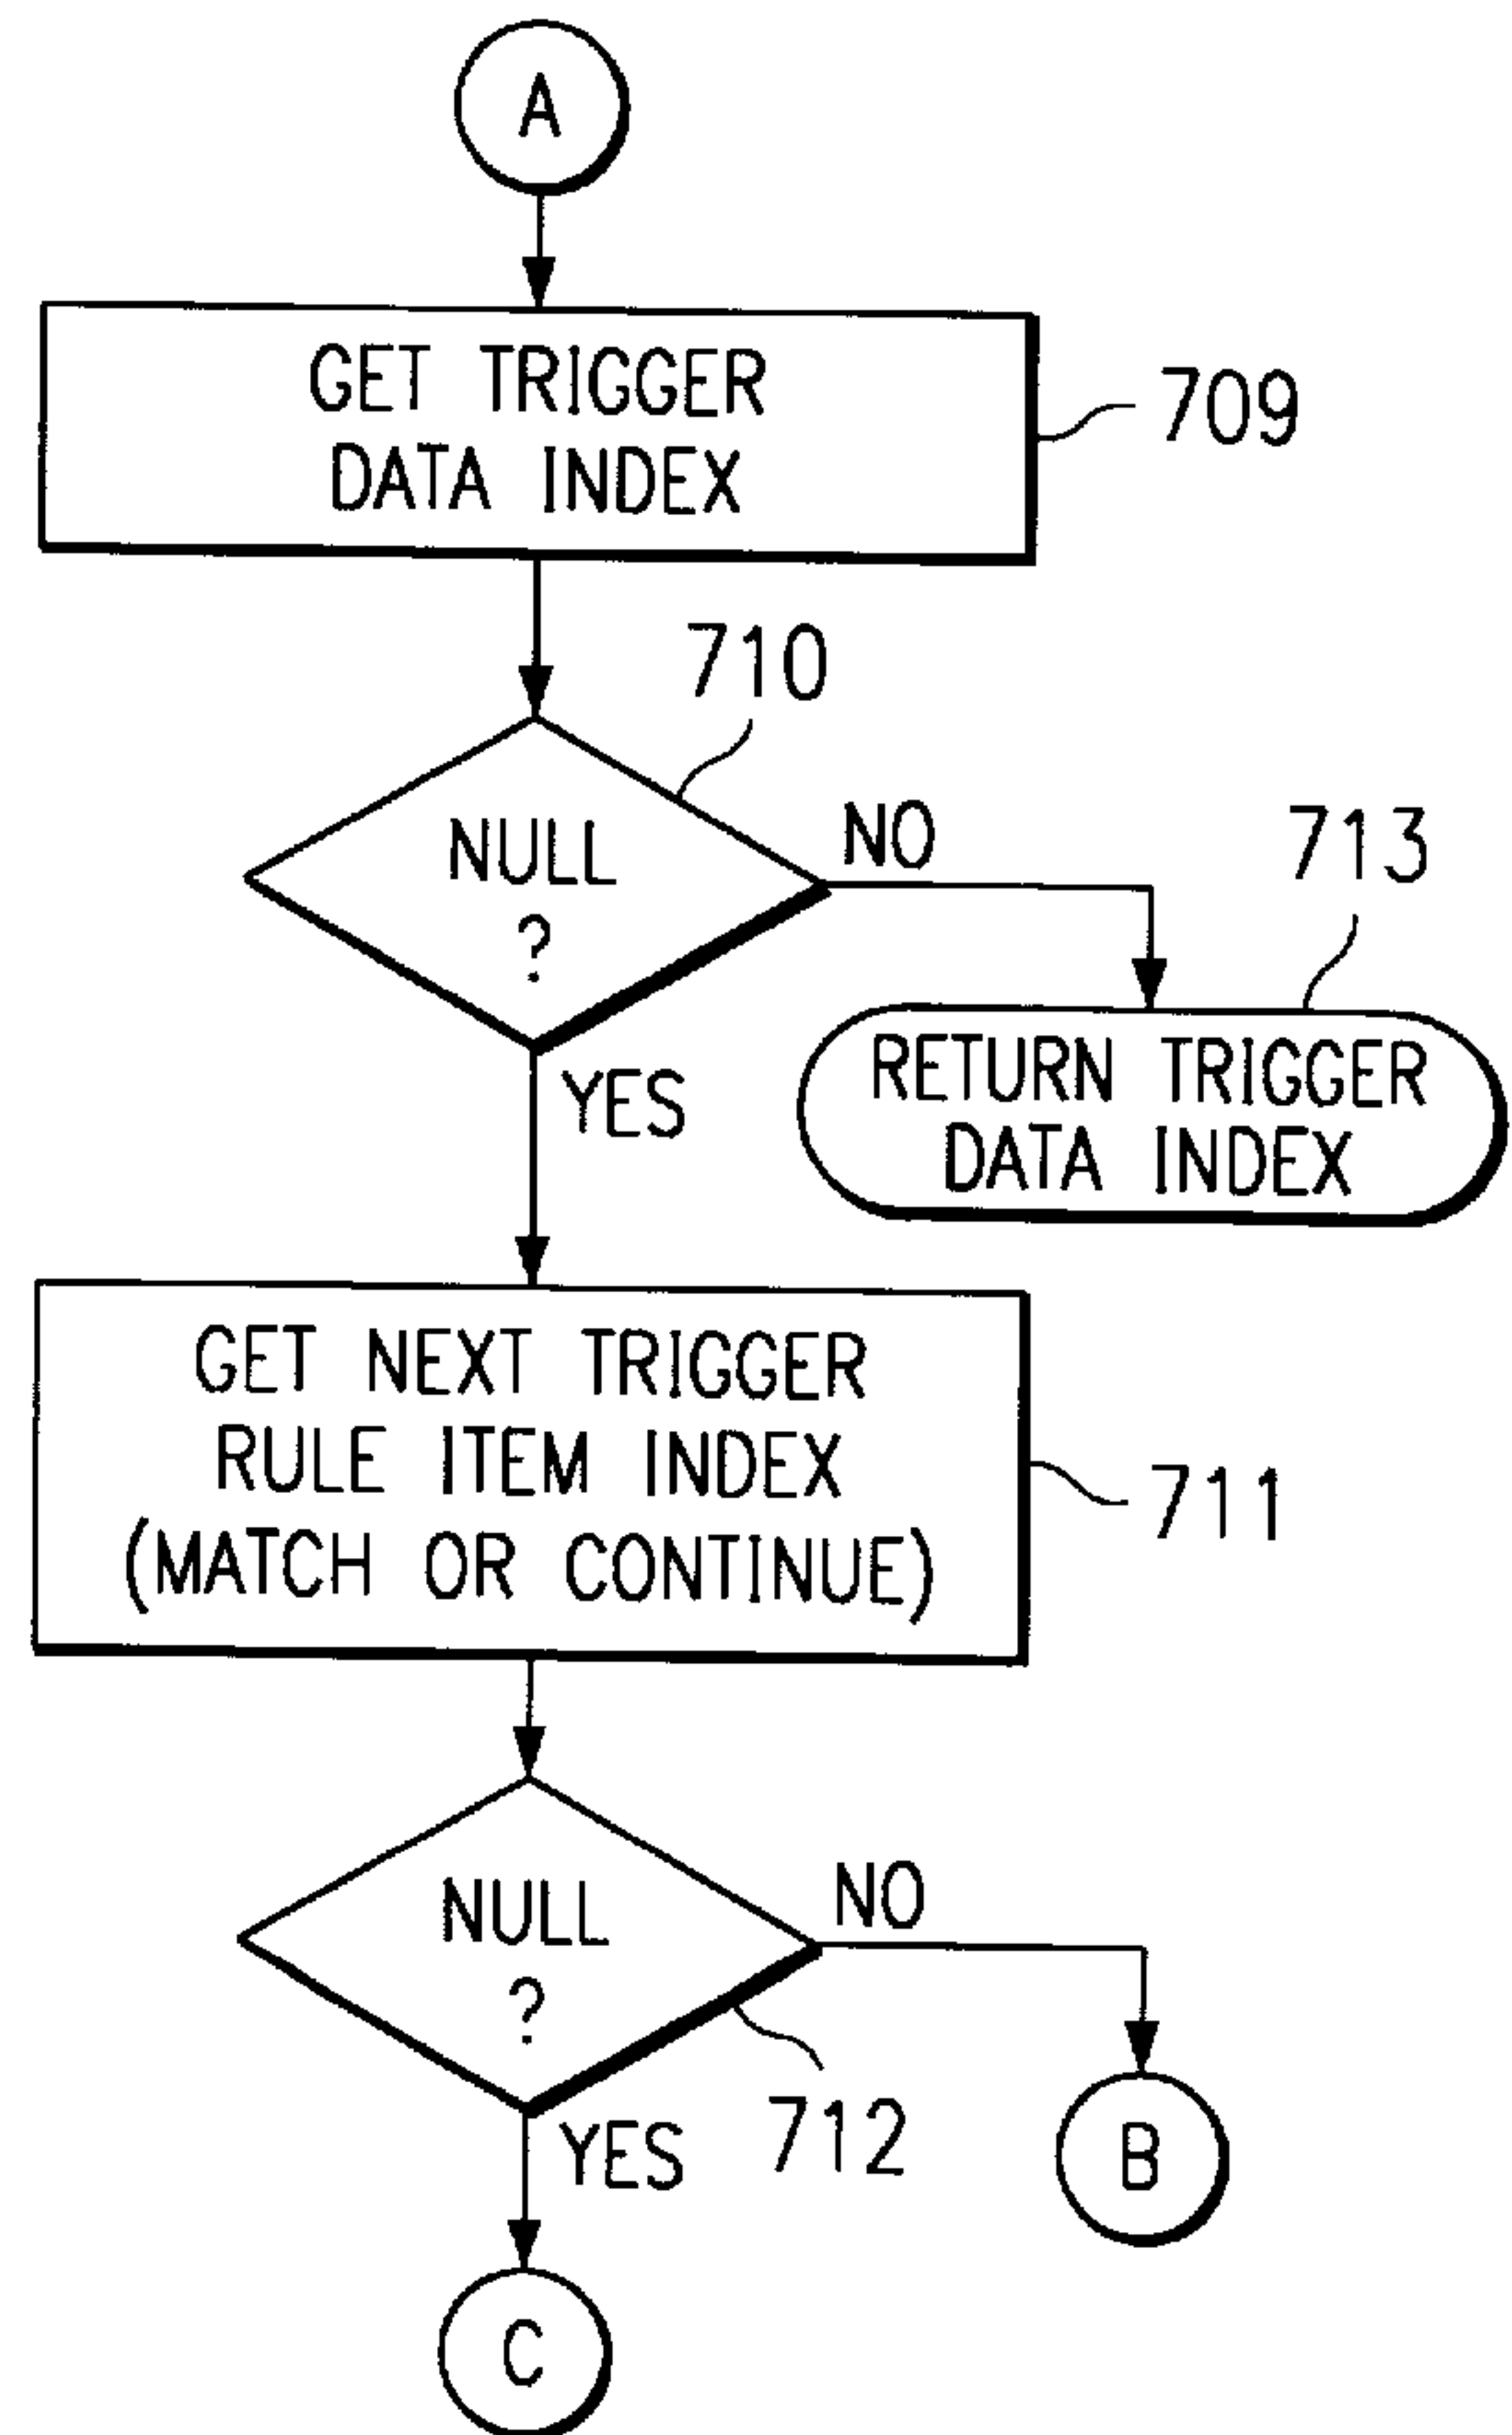 A
GET TRIGGER
DATA INDEX
709
710
NULL
?
NO
713
YES
RETURN TRIGGER
DATA INDEX
GET NEXT TRIGGER
RULE ITEM INDEX
(MATCH OR CONTINUE)
711
NULL
?
NO
712
YES
B
C